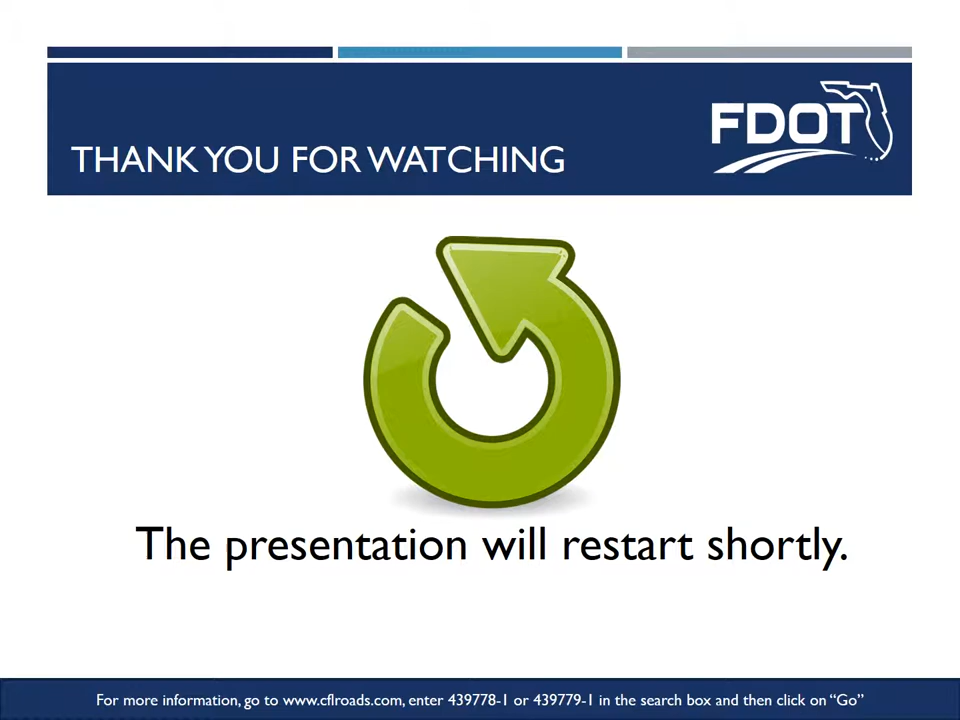 THANK YOU FOR WATCHING
FDOT
The presentation will restart shortly.
For more information, go to www.cflroads.com, enter 439778-1 or 439779-1 in the search box and then click on “Go”